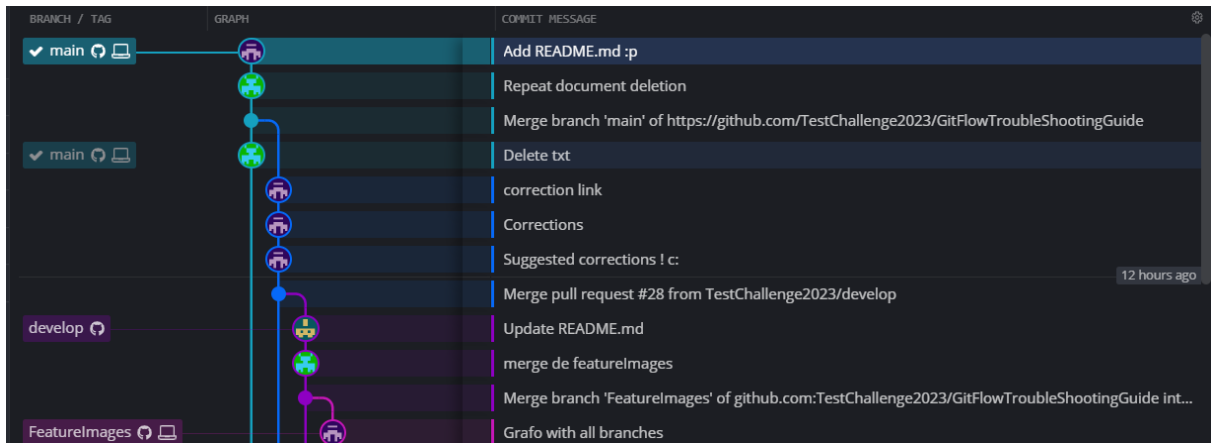 BRANCH / TAG GRAPH COMMIT MESSAGE
main Add README.md :p
Repeat document deletion
Merge branch 'main' of https://github.com/TestChallenge2023/GitFlowTroubleShootingGuide
main Delete txt
correction link
Corrections
Suggested corrections ! c:
12 hours ago
Merge pull request #28 from TestChallenge2023/develop
develop Update README.md
merge de featureImages
Merge branch 'FeatureImages' of github.com:TestChallenge2023/GitFlowTroubleShootingGuide int...
FeatureImages Grafo with all branches